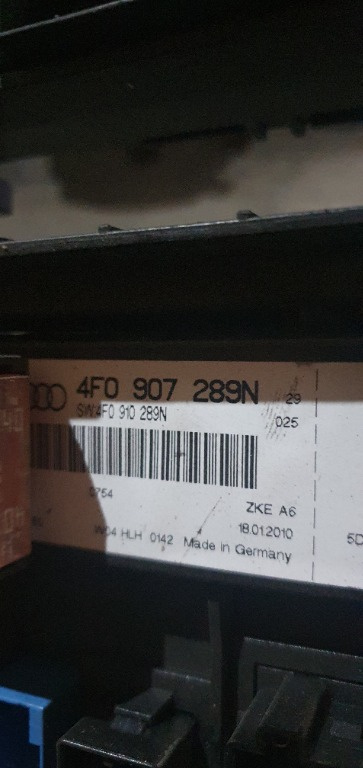 4F0 907 289N 29
SW:4F0 910 289N 025
0754
ZKE A6
18.01.2010
HLH 0142 Made in Germany
5D